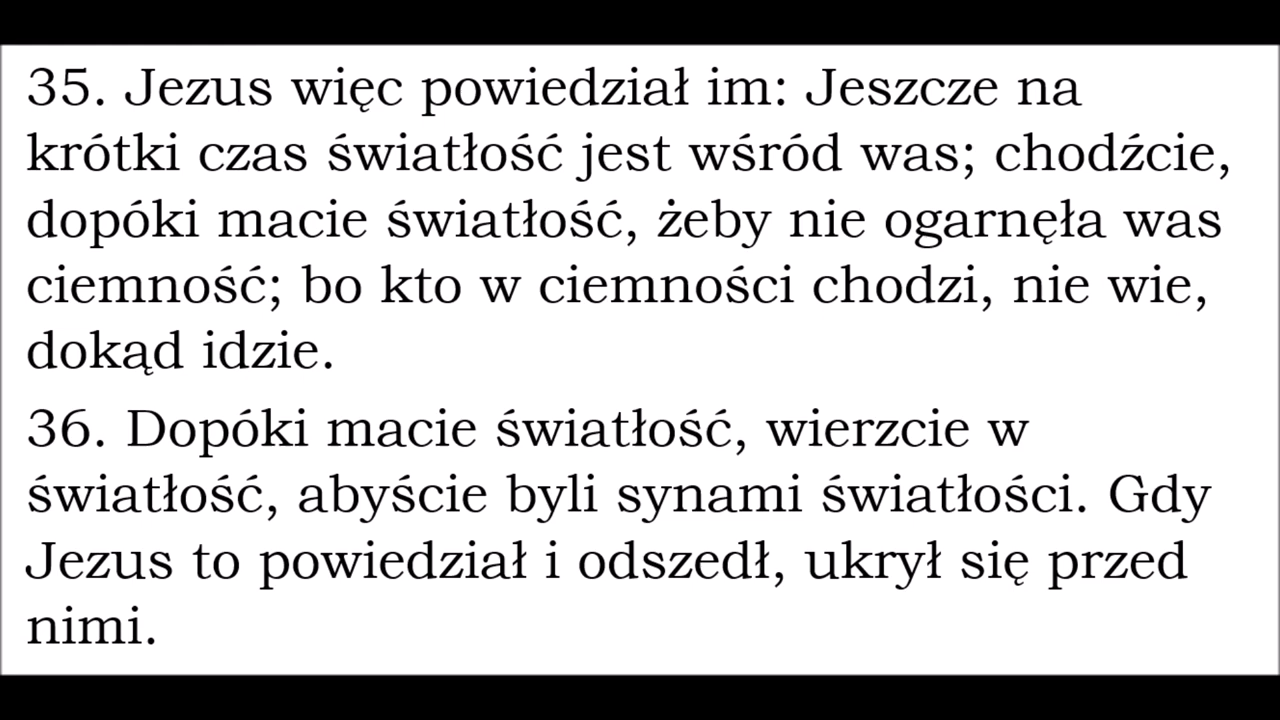 35. Jezus więc powiedział im: Jeszcze na
krótki czas światłość jest wśród was; chodźcie,
dopóki macie światłość, żeby nie ogarnęła was
ciemność; bo kto w ciemności chodzi, nie wie,
dokąd idzie.
36. Dopóki macie światłość, wierzcie w
światłość, abyście byli synami światłości. Gdy
Jezus to powiedział i odszedł, ukrył się przed
nimi.